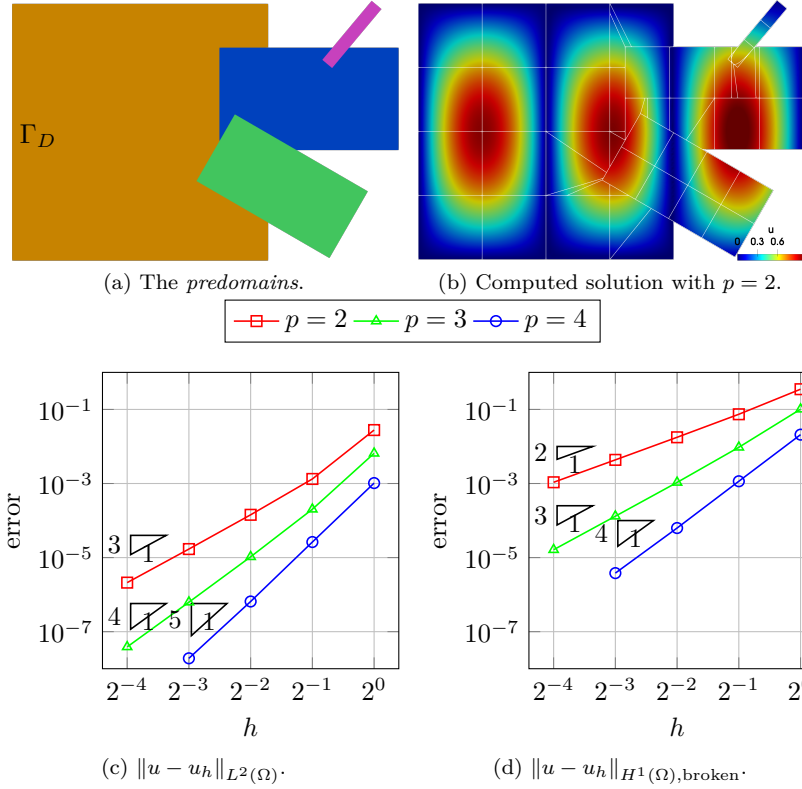 Γ_D
u
0 0.3 0.6
(a) The predomains.
(b) Computed solution with p = 2.
p = 2 p = 3 p = 4
10^{-1}
10^{-3}
10^{-5}
10^{-7}
error
3
1
4
1
5
1
2^{-4} 2^{-3} 2^{-2} 2^{-1} 2^0
h
(c) ‖u − u_h‖_{L^2(Ω)}.
10^{-1}
10^{-3}
10^{-5}
10^{-7}
error
2
1
3
1
4
1
2^{-4} 2^{-3} 2^{-2} 2^{-1} 2^0
h
(d) ‖u − u_h‖_{H^1(Ω),broken}.